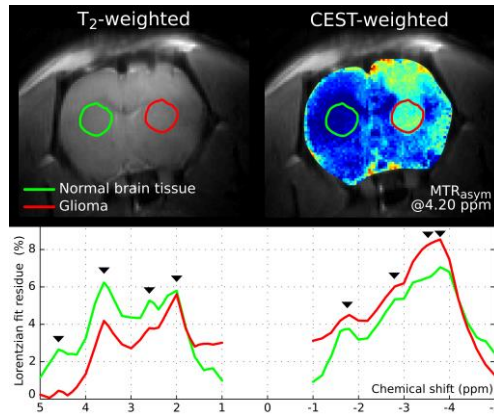 T2-weighted
CEST-weighted
Normal brain tissue
Glioma
MTRasym
@4.20 ppm
Lorentzian fit residue (%)
8
6
4
2
0
Chemical shift (ppm)
5 4 3 2 1 0 -1 -2 -3 -4 -5